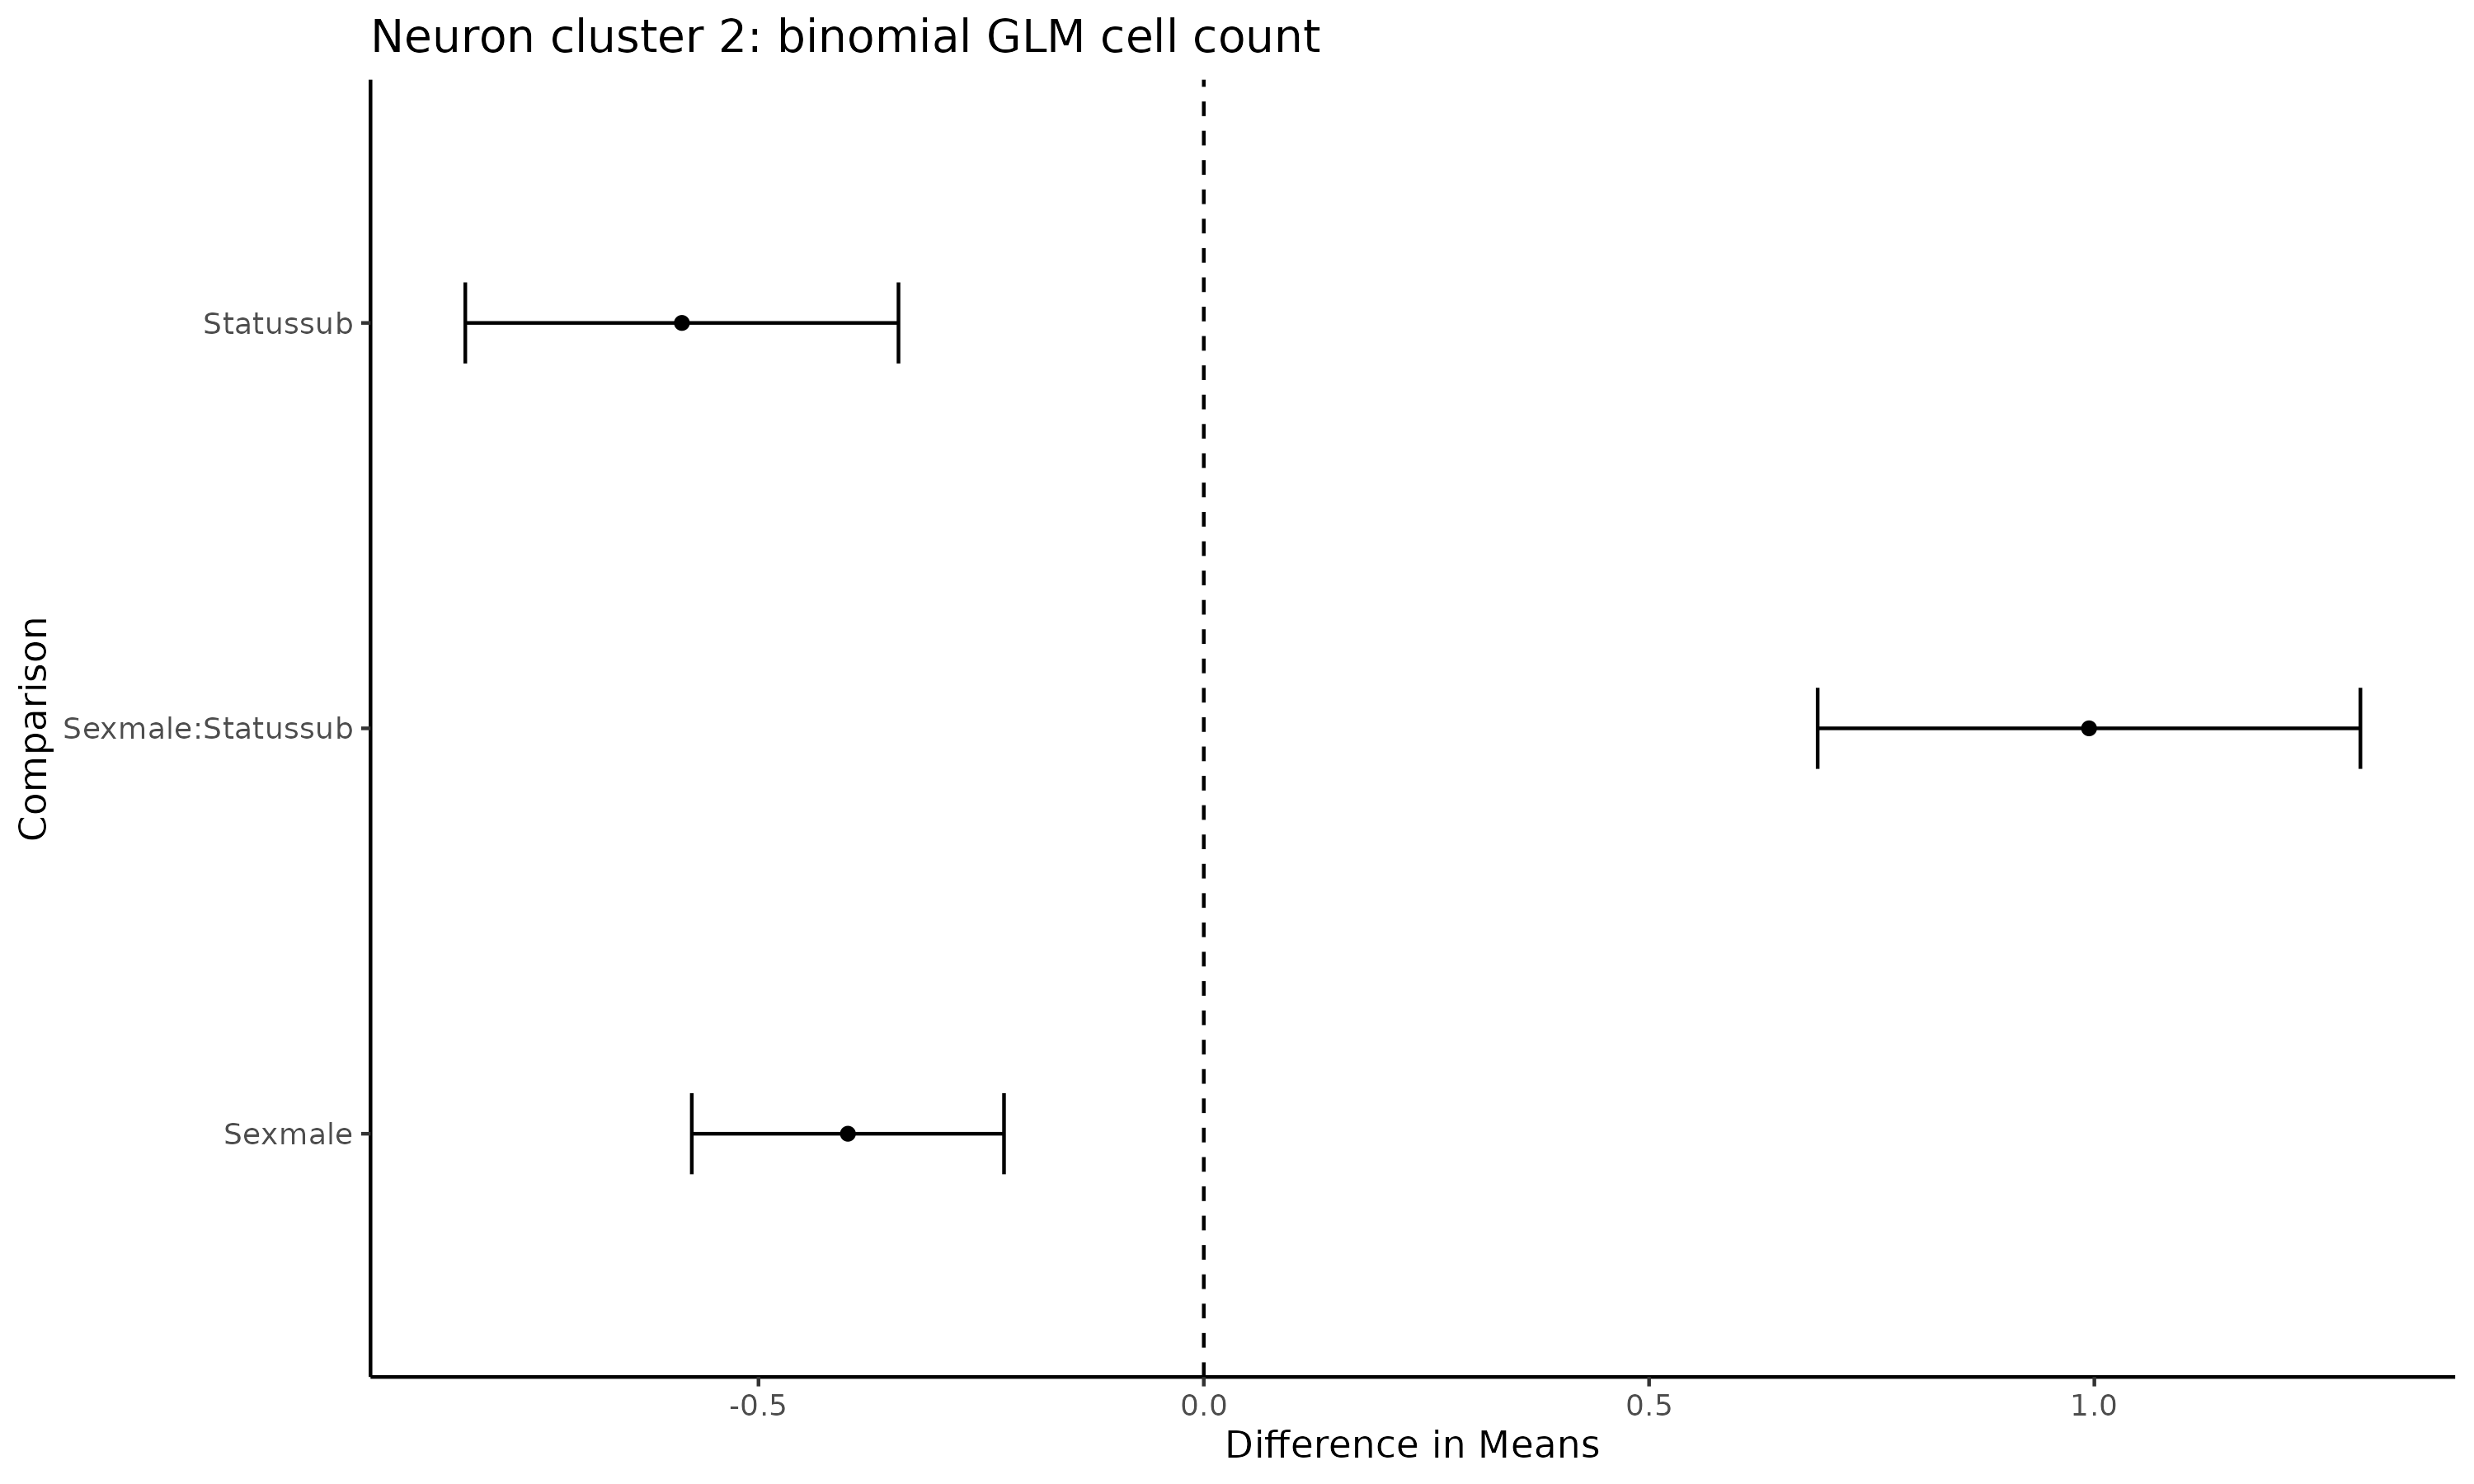 Neuron cluster 2: binomial GLM cell count
Comparison
Statussub
Sexmale:Statussub
Sexmale
-0.5 0.0 0.5 1.0
Difference in Means